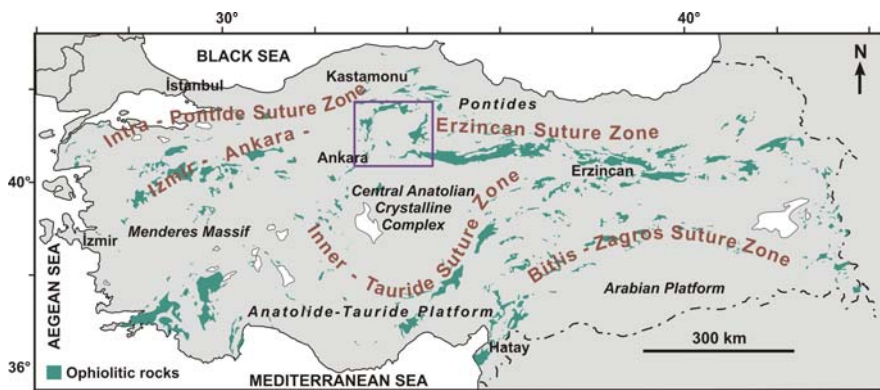 30°
40°
BLACK SEA
N
İstanbul
Kastamonu
Pontides
Intra - Pontide Suture Zone
Erzincan Suture Zone
Izmir - Ankara -
Ankara
Erzincan
40°
Central Anatolian
Crystalline
Complex
İzmir
Menderes Massif
Inner - Tauride Suture Zone
Bitlis - Zagros Suture Zone
AEGEAN SEA
Arabian Platform
Anatolide-Tauride Platform
300 km
Hatay
36°
Ophiolitic rocks
MEDITERRANEAN SEA